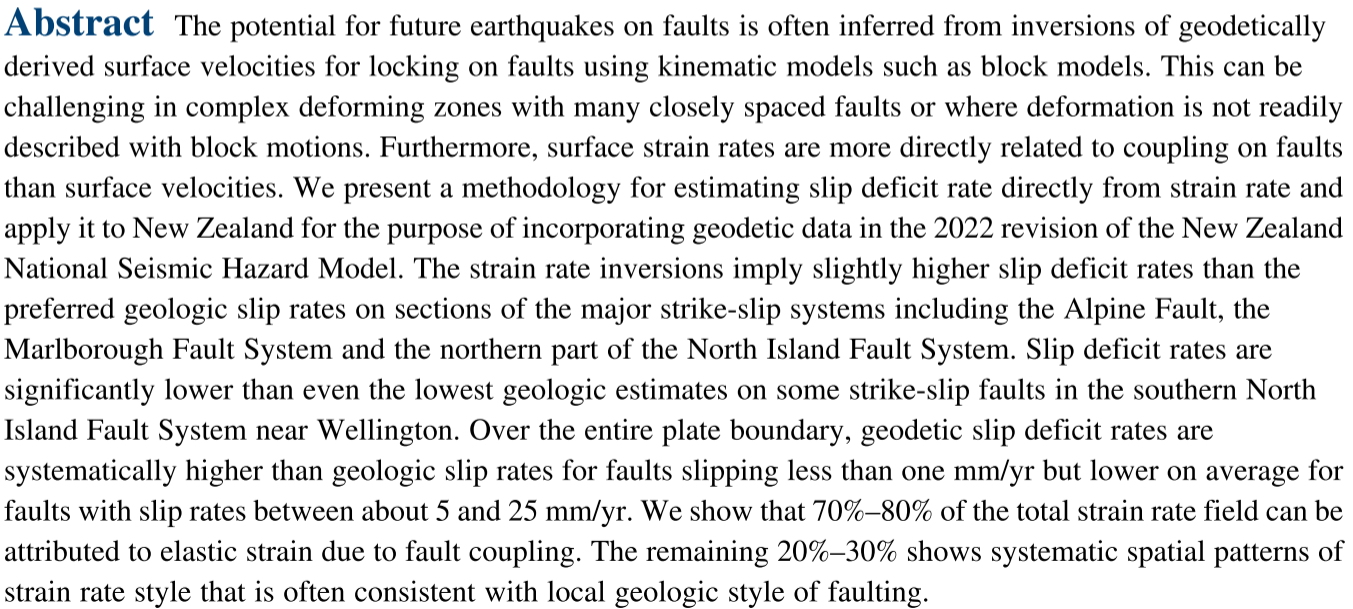 Abstract The potential for future earthquakes on faults is often inferred from inversions of geodetically
derived surface velocities for locking on faults using kinematic models such as block models. This can be
challenging in complex deforming zones with many closely spaced faults or where deformation is not readily
described with block motions. Furthermore, surface strain rates are more directly related to coupling on faults
than surface velocities. We present a methodology for estimating slip deficit rate directly from strain rate and
apply it to New Zealand for the purpose of incorporating geodetic data in the 2022 revision of the New Zealand
National Seismic Hazard Model. The strain rate inversions imply slightly higher slip deficit rates than the
preferred geologic slip rates on sections of the major strike-slip systems including the Alpine Fault, the
Marlborough Fault System and the northern part of the North Island Fault System. Slip deficit rates are
significantly lower than even the lowest geologic estimates on some strike-slip faults in the southern North
Island Fault System near Wellington. Over the entire plate boundary, geodetic slip deficit rates are
systematically higher than geologic slip rates for faults slipping less than one mm/yr but lower on average for
faults with slip rates between about 5 and 25 mm/yr. We show that 70%–80% of the total strain rate field can be
attributed to elastic strain due to fault coupling. The remaining 20%–30% shows systematic spatial patterns of
strain rate style that is often consistent with local geologic style of faulting.